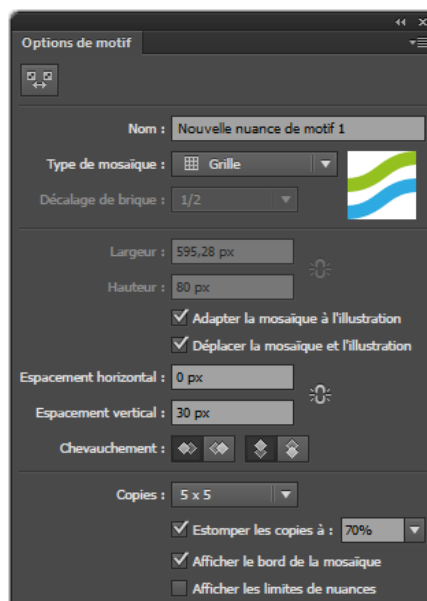 Options de motif
Nom : Nouvelle nuance de motif 1
Type de mosaïque : Grille
Décalage de brique : 1/2
Largeur : 595,28 px
Hauteur : 80 px
Adapter la mosaïque à l'illustration
Déplacer la mosaïque et l'illustration
Espacement horizontal : 0 px
Espacement vertical : 30 px
Chevauchement :
Copies : 5 x 5
Estomper les copies à : 70%
Afficher le bord de la mosaïque
Afficher les limites de nuances